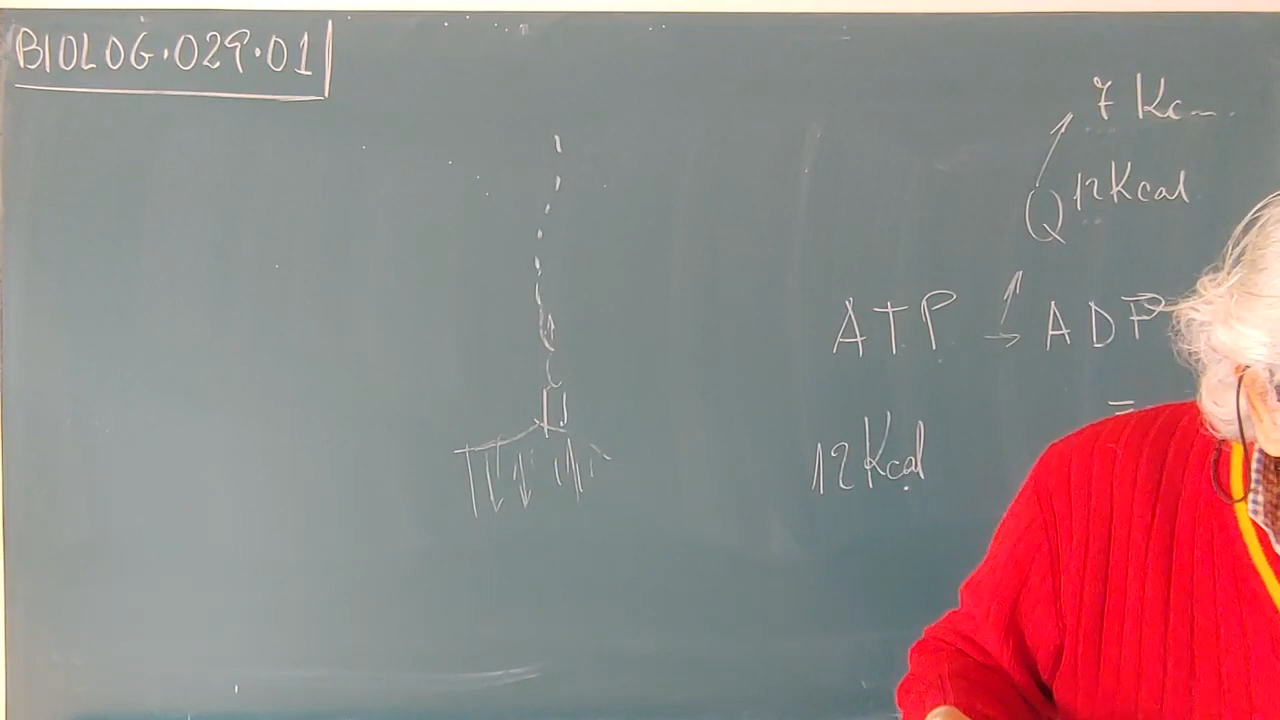 BIOLOG.029.01
7 Kc
Q 12 Kcal
ATP → ADP
12 Kcal